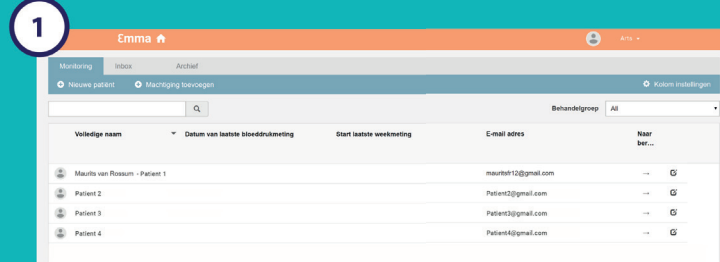 1
Emma
Arts
Monitoring Inbox Archief
Nieuwe patient Machtiging toevoegen Kolom instellingen
Behandelgroep All
Volledige naam Datum van laatste bloeddrukmeting Start laatste weekmeting E-mail adres Naar
ber...
Maurits van Rossum - Patient 1 mauritsfr12@gmail.com
Patient 2 Patient2@gmail.com
Patient 3 Patient3@gmail.com
Patient 4 Patient4@gmail.com